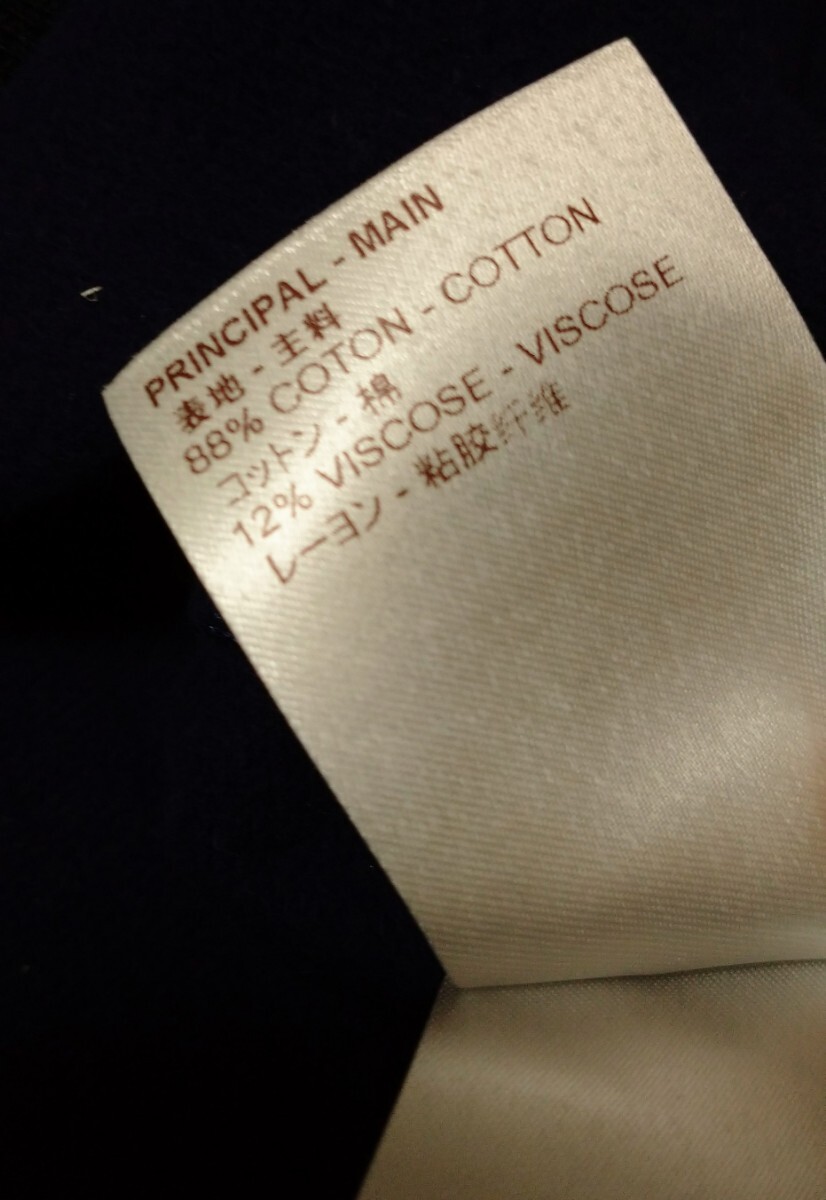 PRINCIPAL - MAIN
表地 - 主料
88% COTON - COTTON
コットン - 棉
12% VISCOSE - VISCOSE
レーヨン - 粘胶纤维